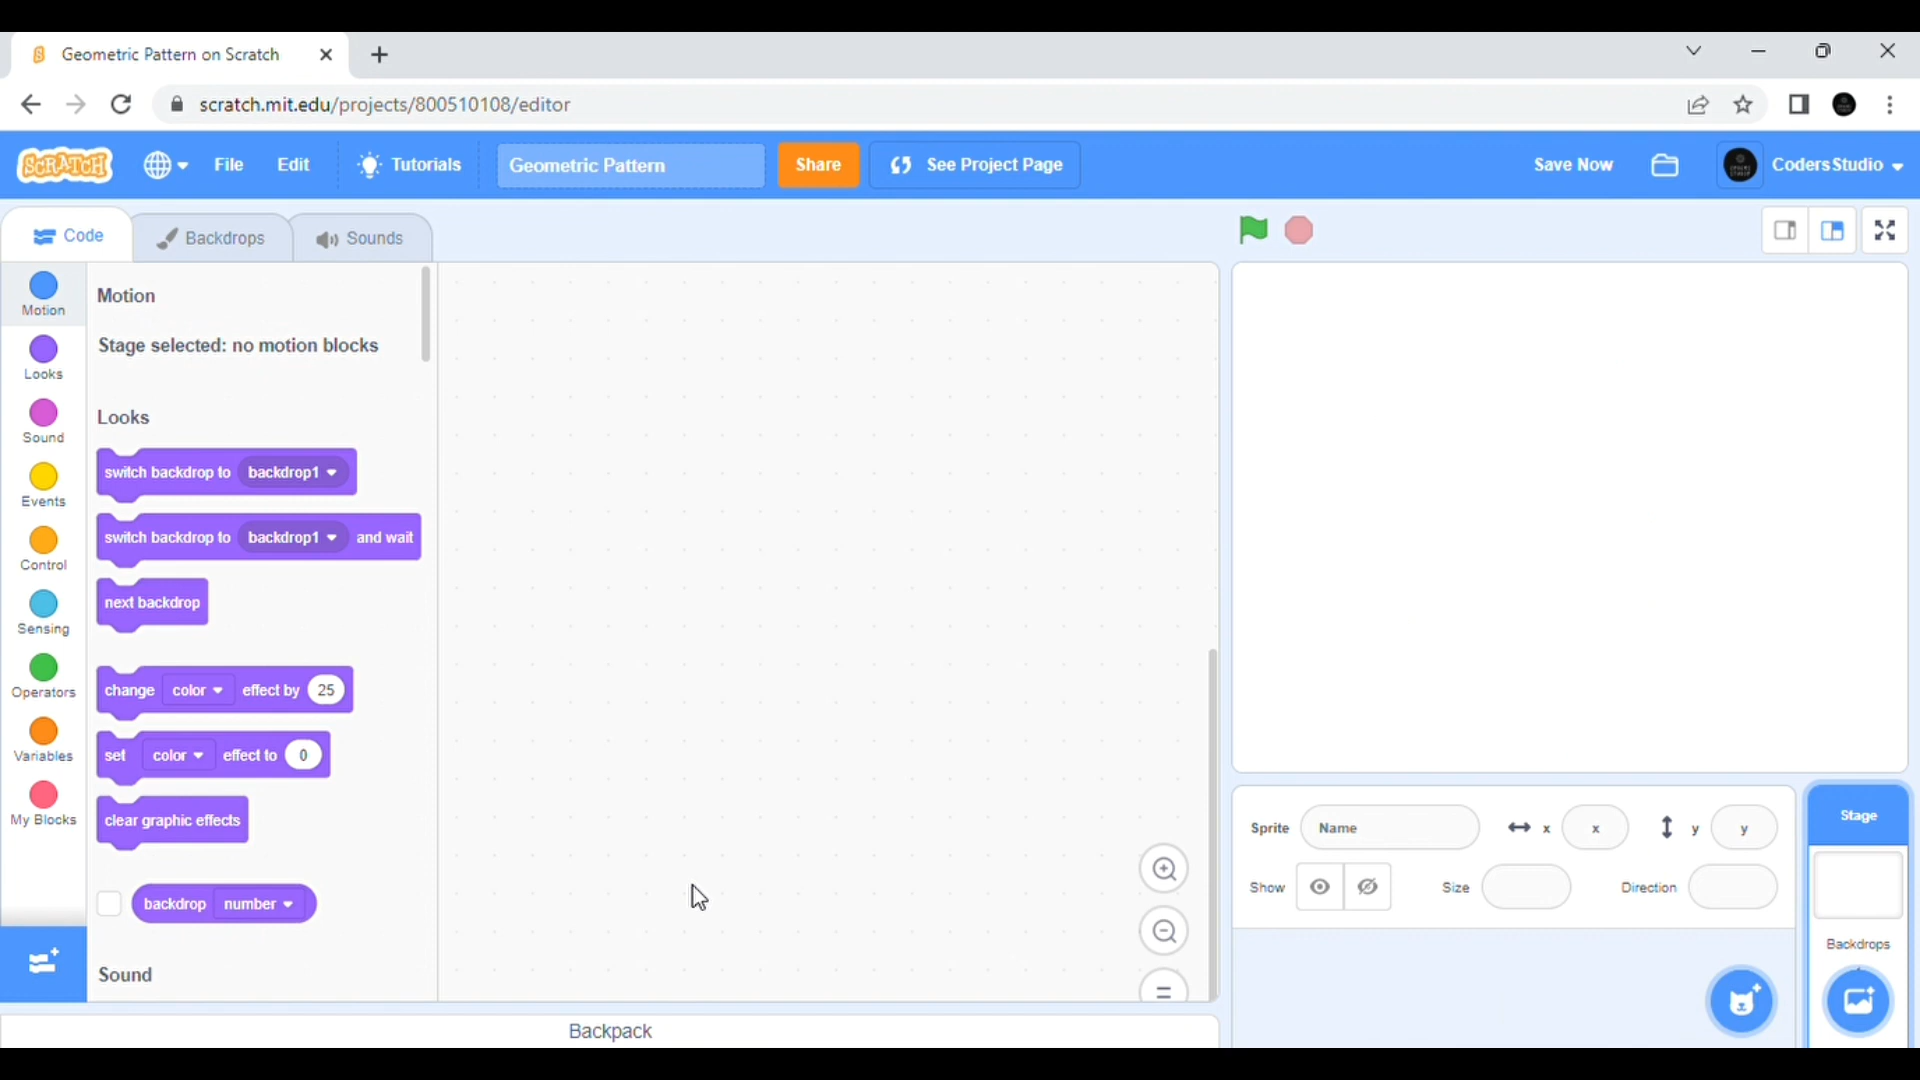 Geometric Pattern on Scratch
scratch.mit.edu/projects/800510108/editor
SCRATCH File Edit Tutorials Geometric Pattern Share See Project Page Save Now CodersStudio
Code Backdrops Sounds
Motion
Looks
Sound
Events
Control
Sensing
Operators
Variables
My Blocks
Motion
Stage selected: no motion blocks
Looks
switch backdrop to backdrop1
switch backdrop to backdrop1 and wait
next backdrop
change color effect by 25
set color effect to 0
clear graphic effects
backdrop number
Sound
Backpack
Sprite Name x x y y
Show Size Direction
Stage
Backdrops